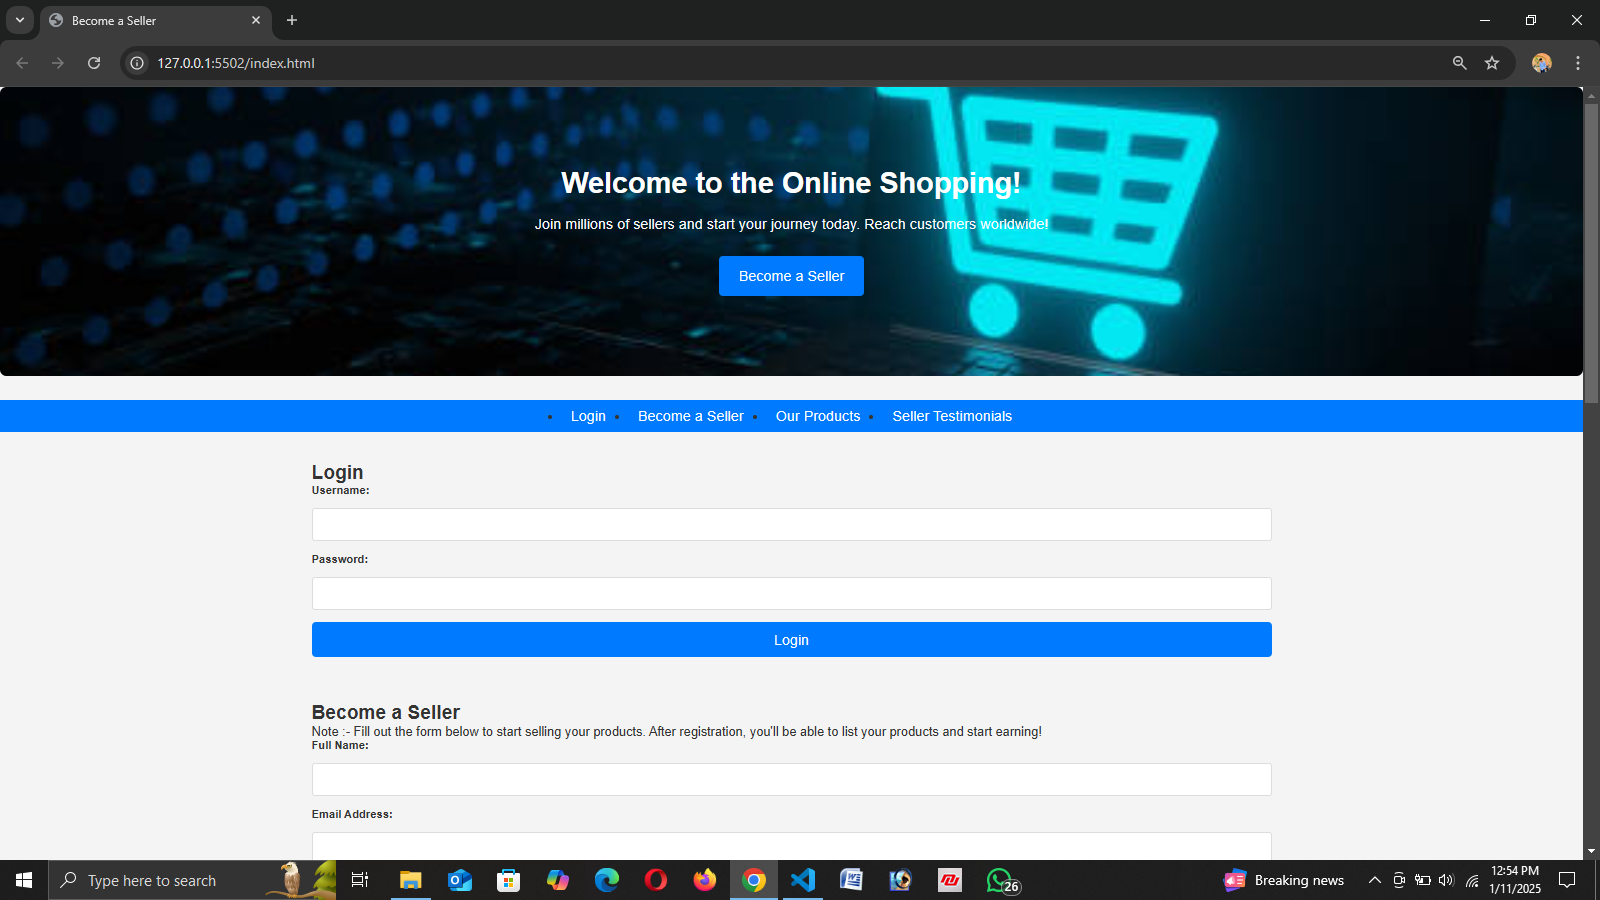 Become a Seller
127.0.0.1:5502/index.html
Welcome to the Online Shopping!
Join millions of sellers and start your journey today. Reach customers worldwide!
Become a Seller
Login
Become a Seller
Our Products
Seller Testimonials
Login
Username:
Password:
Login
Become a Seller
Note :- Fill out the form below to start selling your products. After registration, you'll be able to list your products and start earning!
Full Name:
Email Address:
Type here to search
26
Breaking news
12:54 PM
1/11/2025